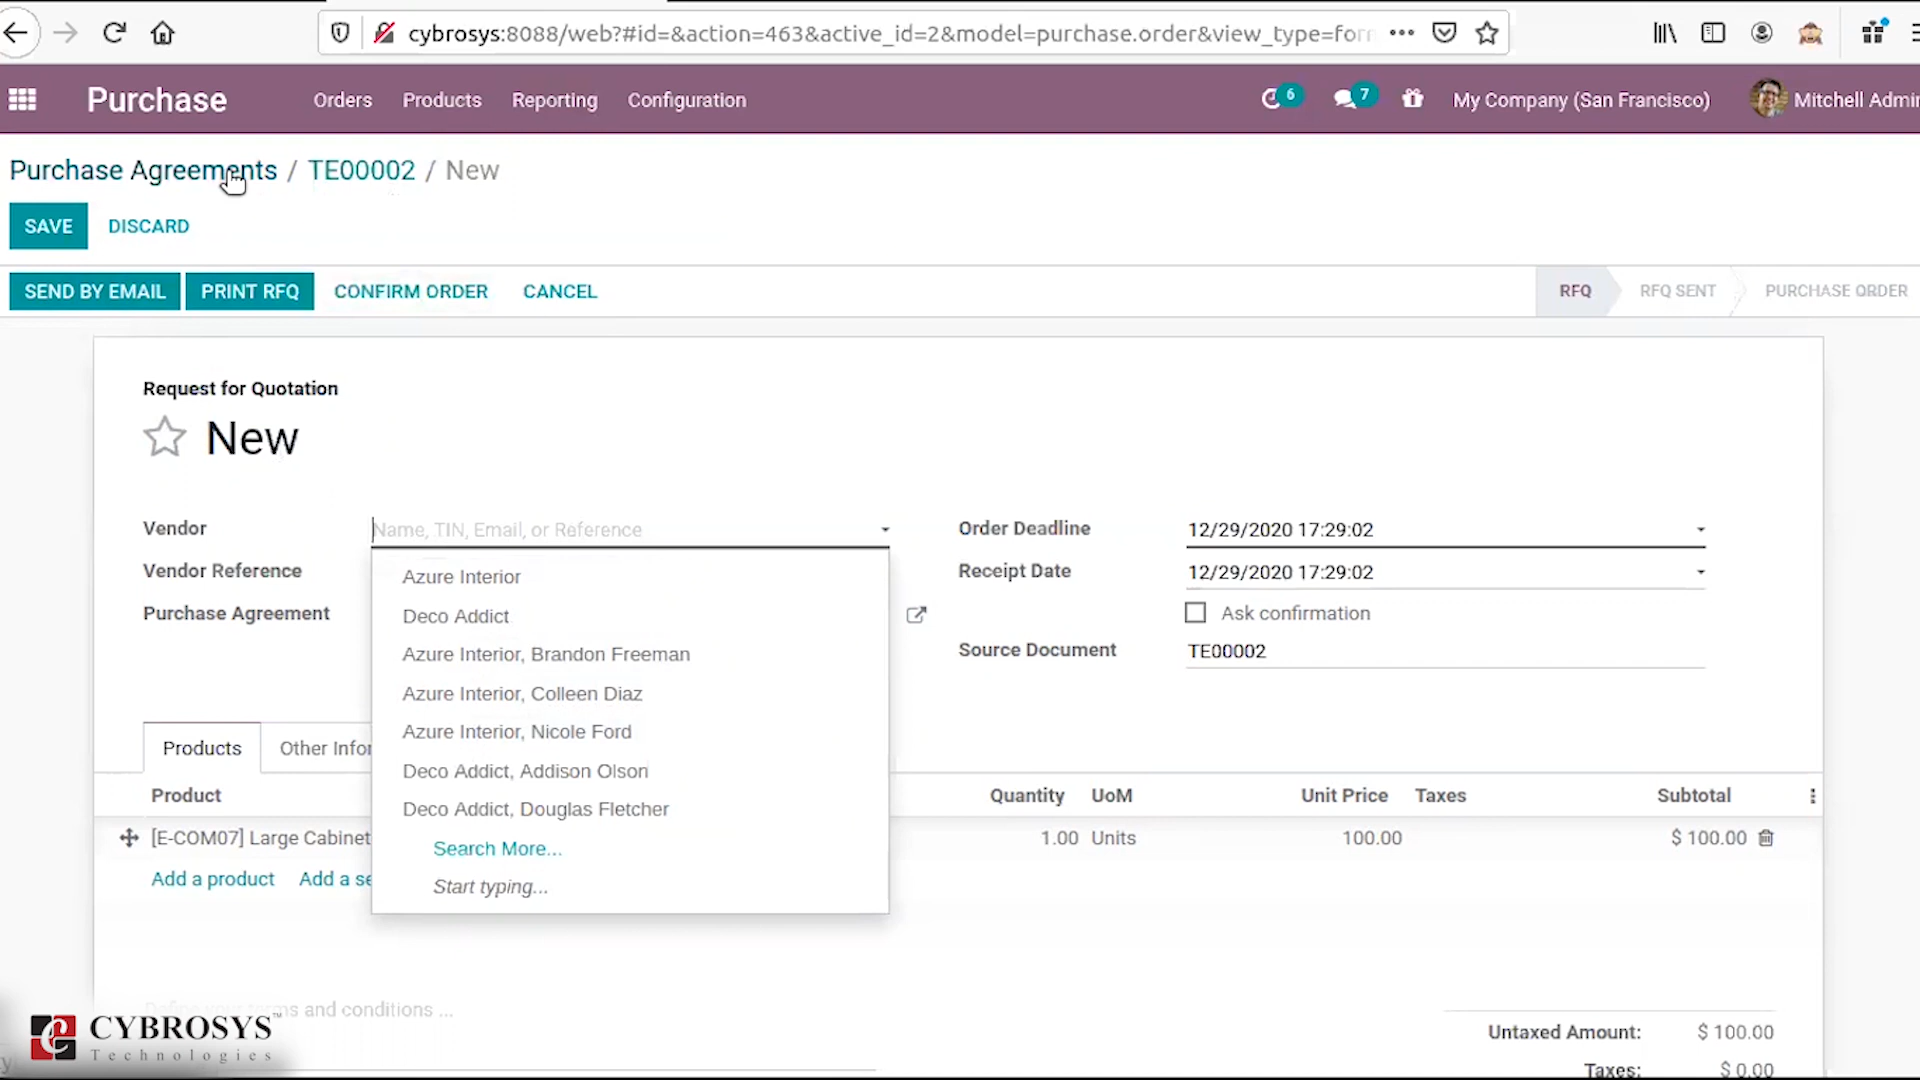 cybrosys:8088/web?#id=&action=463&active_id=2&model=purchase.order&view_type=forr
Purchase Orders Products Reporting Configuration 6 7 My Company (San Francisco) Mitchell Admin
Purchase Agreements / TE00002 / New
SAVE DISCARD
SEND BY EMAIL PRINT RFQ CONFIRM ORDER CANCEL RFQ RFQ SENT PURCHASE ORDER
Request for Quotation
New
Vendor Name, TIN, Email, or Reference Order Deadline 12/29/2020 17:29:02
Vendor Reference Receipt Date 12/29/2020 17:29:02
Purchase Agreement Ask confirmation
Source Document TE00002
Azure Interior
Deco Addict
Azure Interior, Brandon Freeman
Azure Interior, Colleen Diaz
Azure Interior, Nicole Ford
Deco Addict, Addison Olson
Deco Addict, Douglas Fletcher
Search More...
Start typing...
Products Other Infor
Product Quantity UoM Unit Price Taxes Subtotal
[E-COM07] Large Cabinet 1.00 Units 100.00 $ 100.00
Add a product Add a se
terms and conditions ...
CYBROSYS™
Technologies
Untaxed Amount: $ 100.00
Taxes: $ 0.00